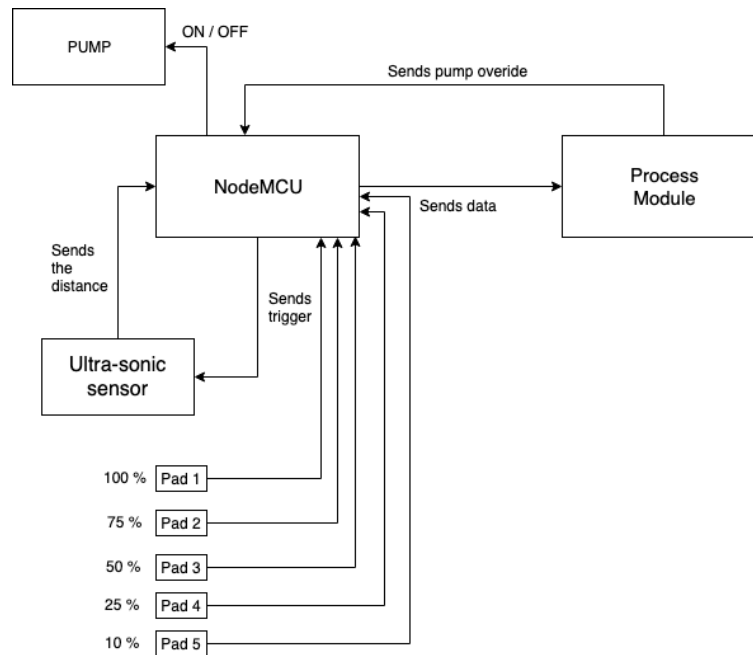 PUMP
ON / OFF
Sends pump overide
NodeMCU
Process
Module
Sends data
Sends
the
distance
Sends
trigger
Ultra-sonic
sensor
100 % Pad 1
75 % Pad 2
50 % Pad 3
25 % Pad 4
10 % Pad 5